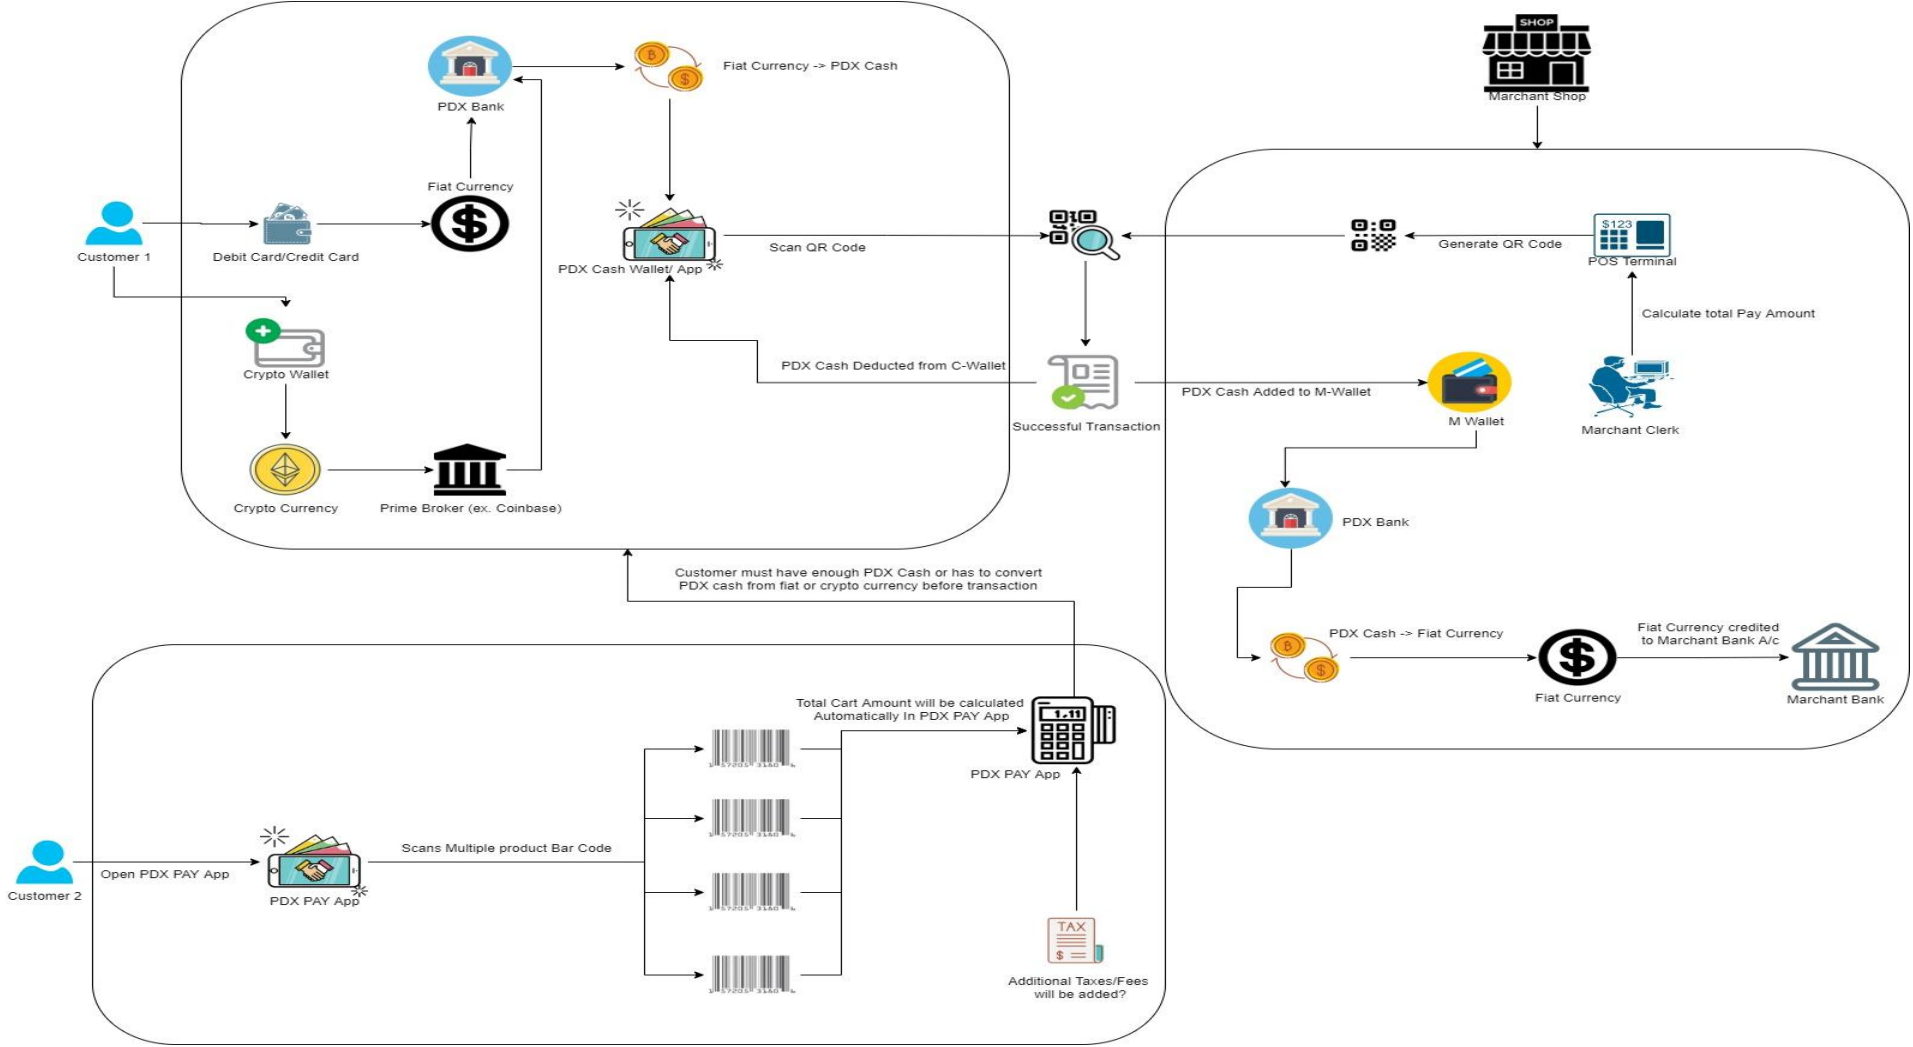 SHOP
Marchant Shop
PDX Bank
Fiat Currency -> PDX Cash
Fiat Currency
Customer 1
Debit Card/Credit Card
PDX Cash Wallet/ App
Scan QR Code
Generate QR Code
$123
POS Terminal
Calculate total Pay Amount
Crypto Wallet
PDX Cash Deducted from C-Wallet
PDX Cash Added to M-Wallet
Successful Transaction
M Wallet
Marchant Clerk
Crypto Currency
Prime Broker (ex. Coinbase)
PDX Bank
Customer must have enough PDX Cash or has to convert
PDX cash from fiat or crypto currency before transaction
PDX Cash -> Fiat Currency
Fiat Currency credited
to Marchant Bank A/c
Fiat Currency
Marchant Bank
Total Cart Amount will be calculated
Automatically In PDX PAY App
1.11
PDX PAY App
Customer 2
Open PDX PAY App
PDX PAY App
Scans Multiple product Bar Code
TAX
$
Additional Taxes/Fees
will be added?